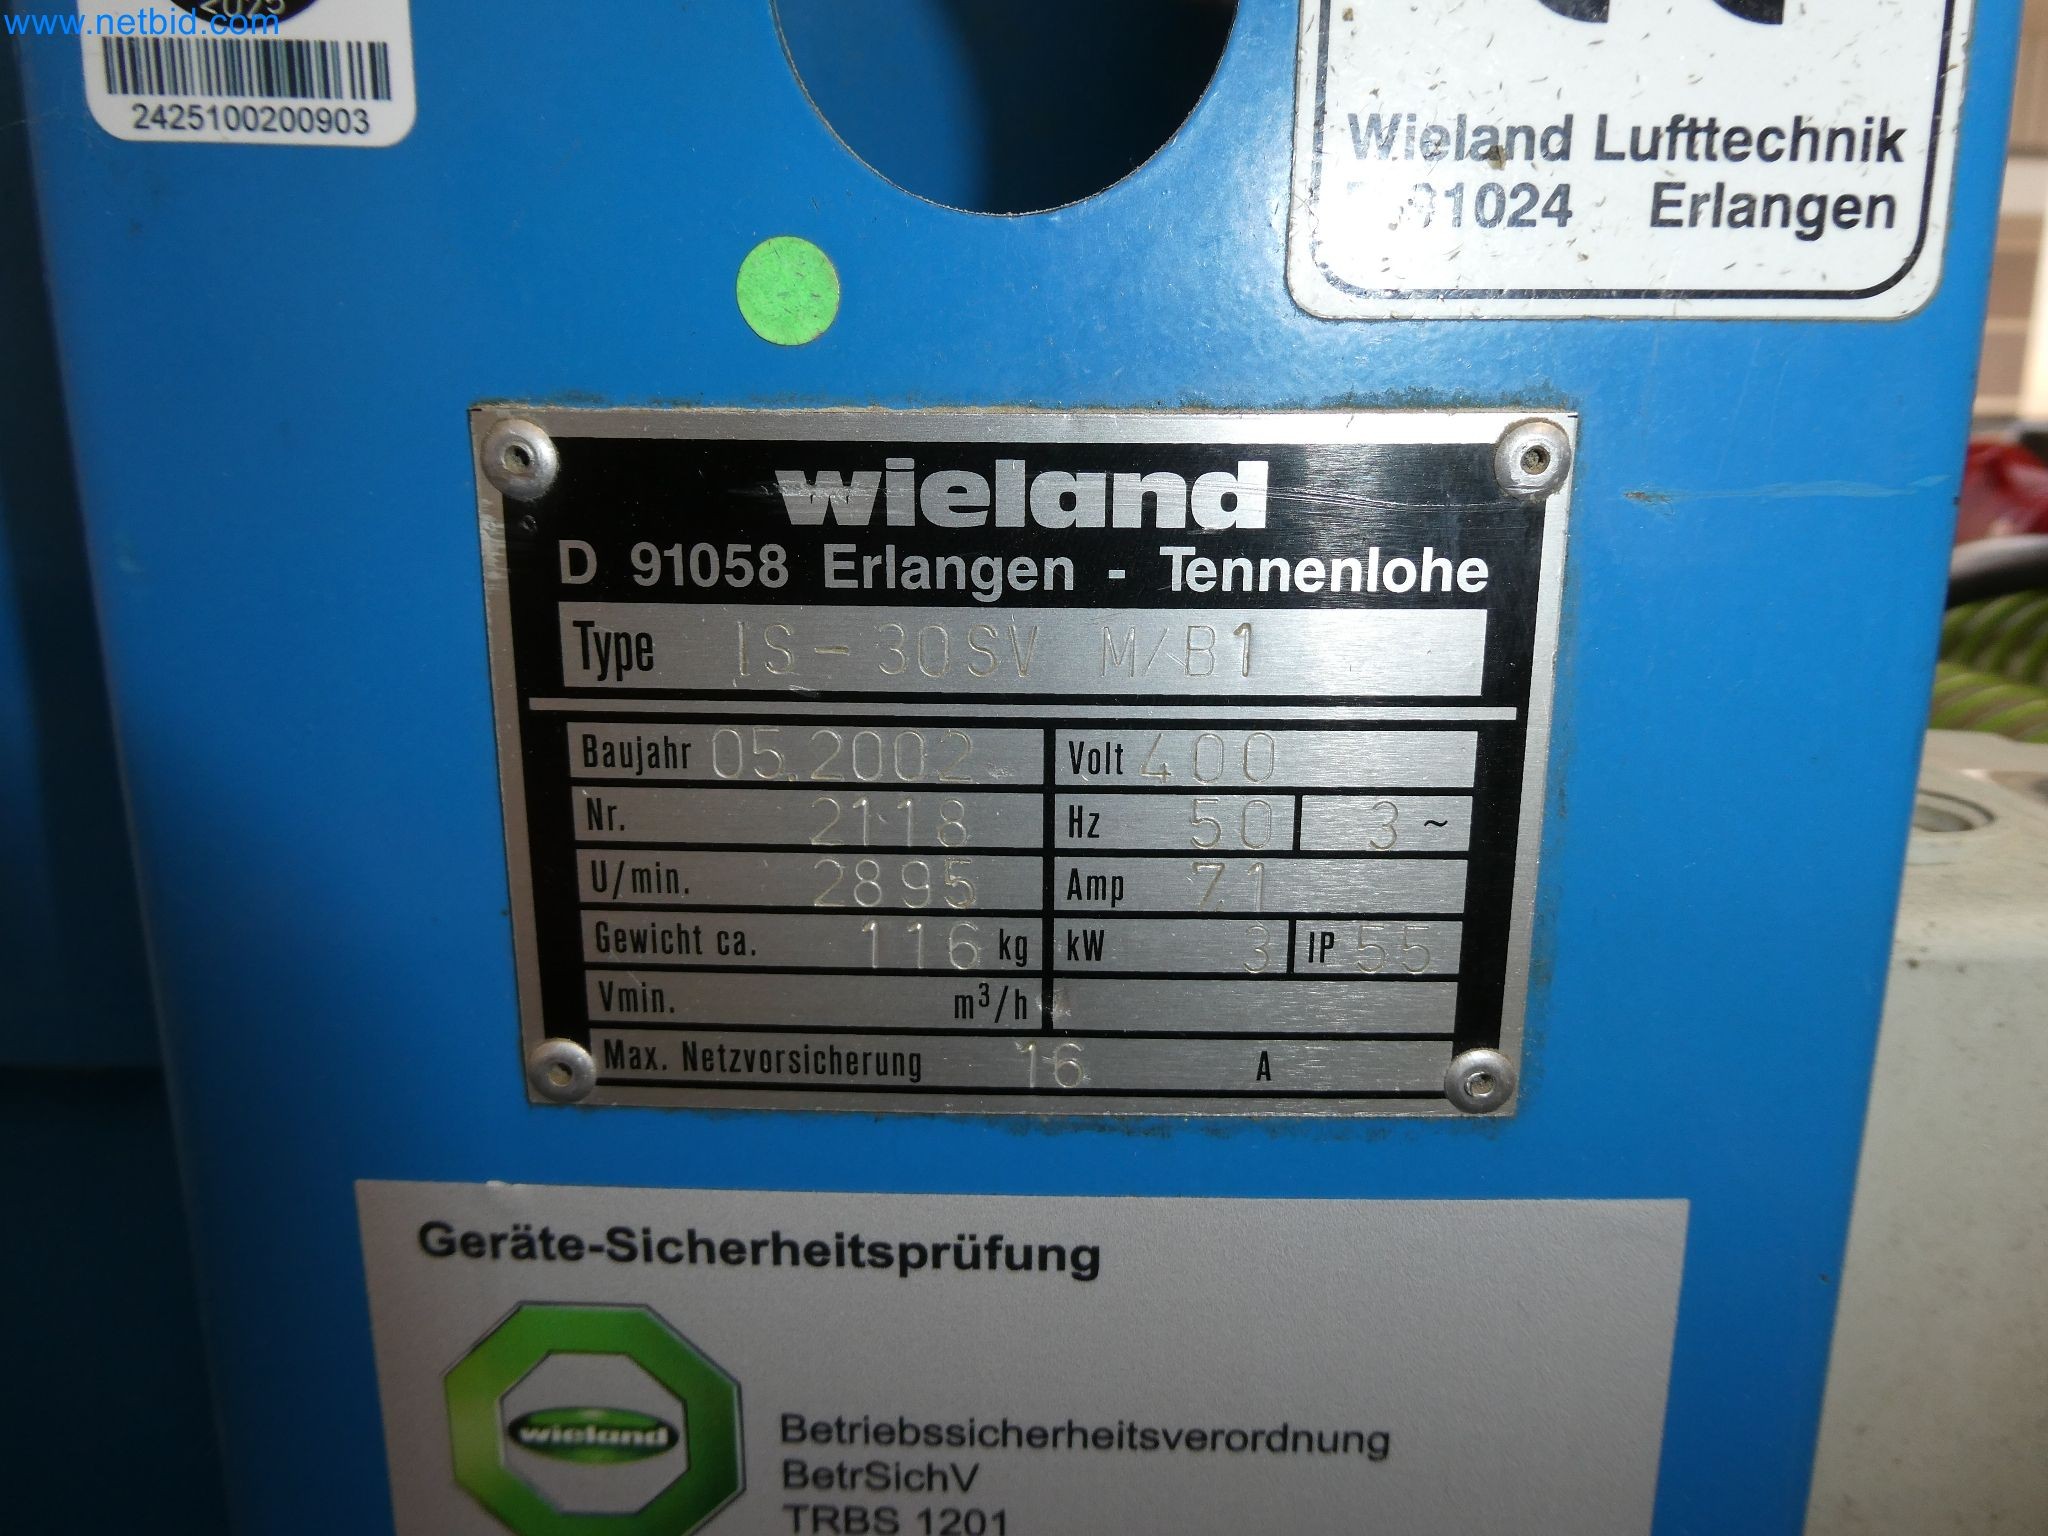 www.netbid.com
2425100200903
Wieland Lufttechnik
91024 Erlangen
wieland
D 91058 Erlangen - Tennenlohe
Type IS-30SV M/B1
Baujahr 05.2002 Volt 400
Nr. 2118 Hz 50 3 ~
U/min. 2895 Amp 7.1
Gewicht ca. 116 kg kW 3 IP 55
Vmin. m³/h
Max. Netzvorsicherung 16 A
Geräte-Sicherheitsprüfung
wieland
Betriebssicherheitsverordnung
BetrSichV
TRBS 1201